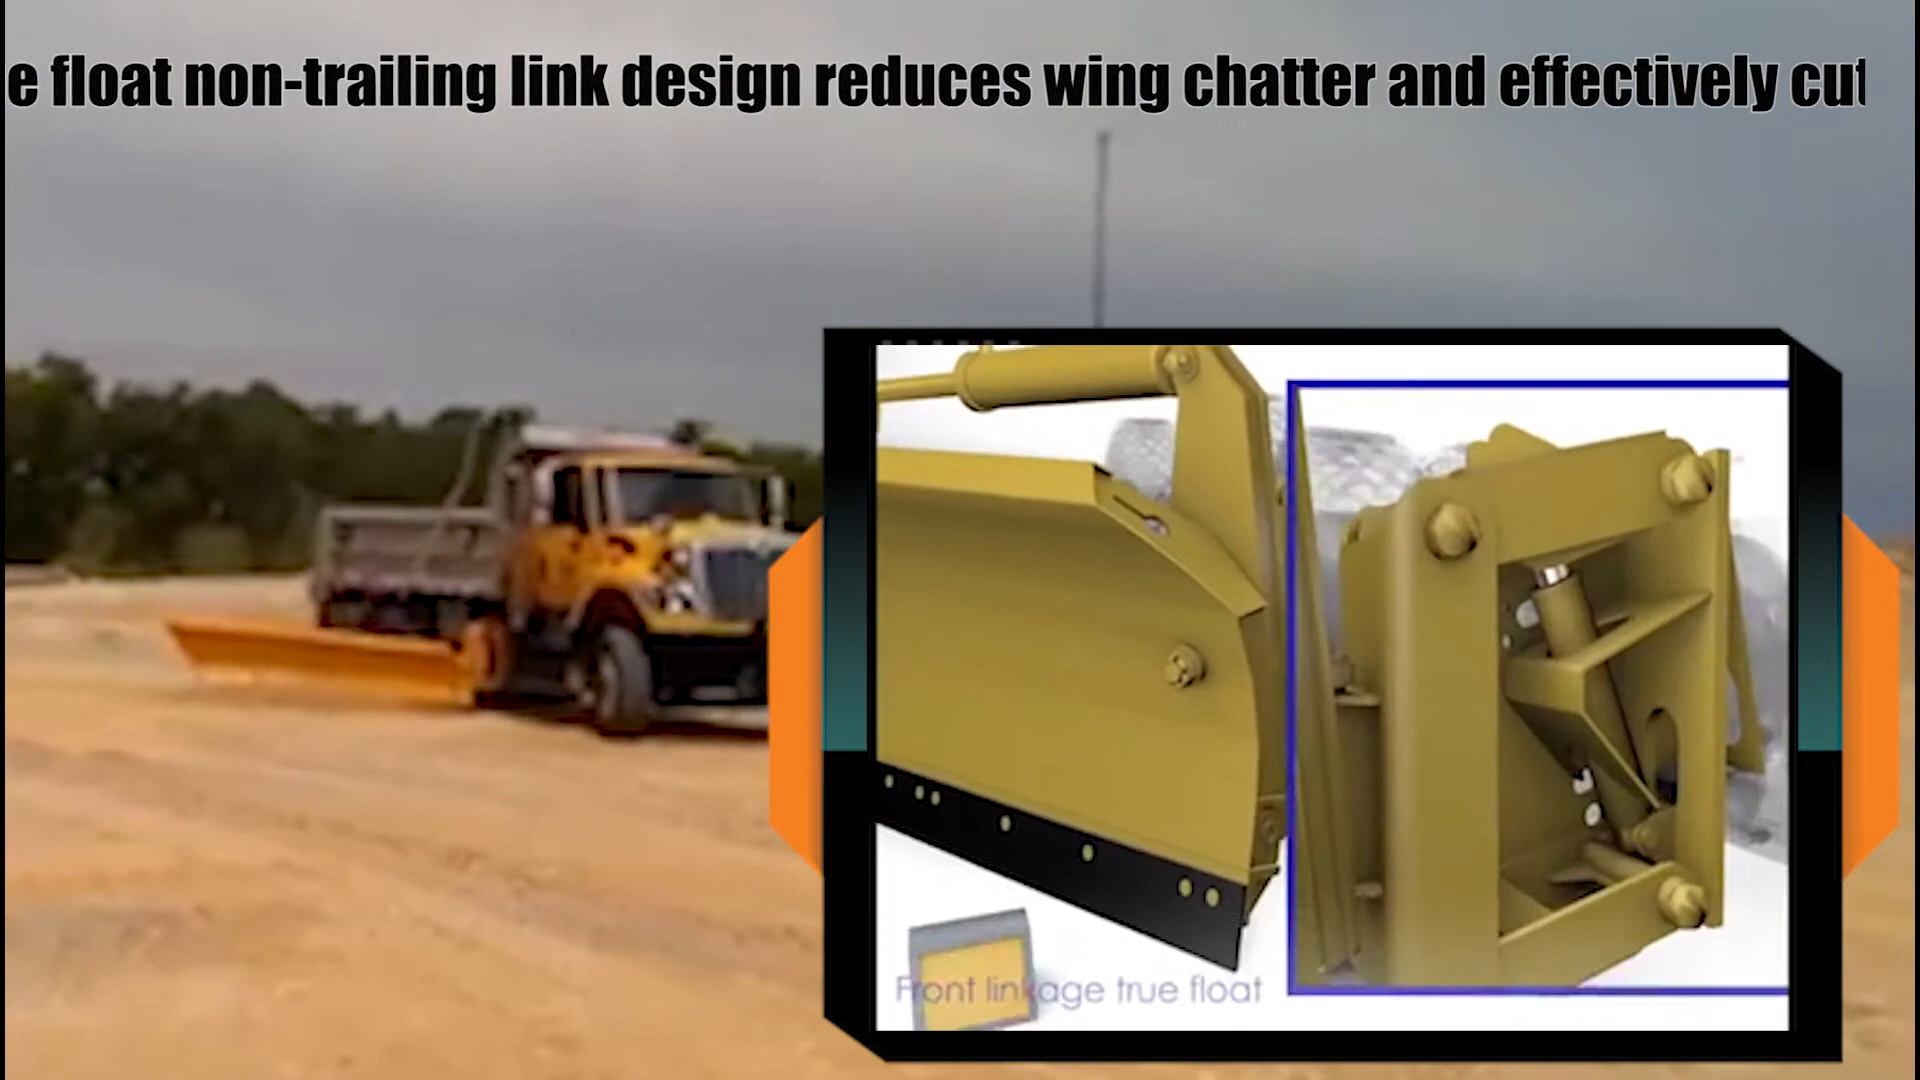 e float non-trailing link design reduces wing chatter and effectively cut
Front linkage true float